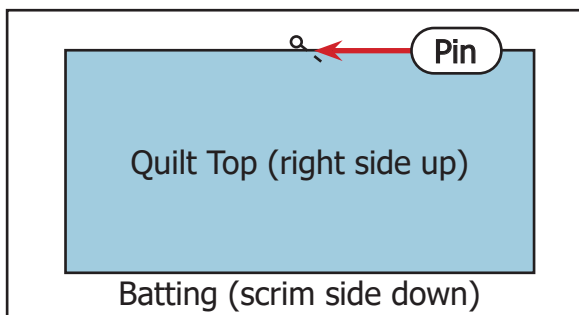 Pin
Quilt Top (right side up)
Batting (scrim side down)